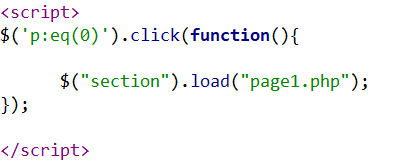 <script>
$('p:eq(0)').click(function(){
$("section").load("page1.php");
});
</script>